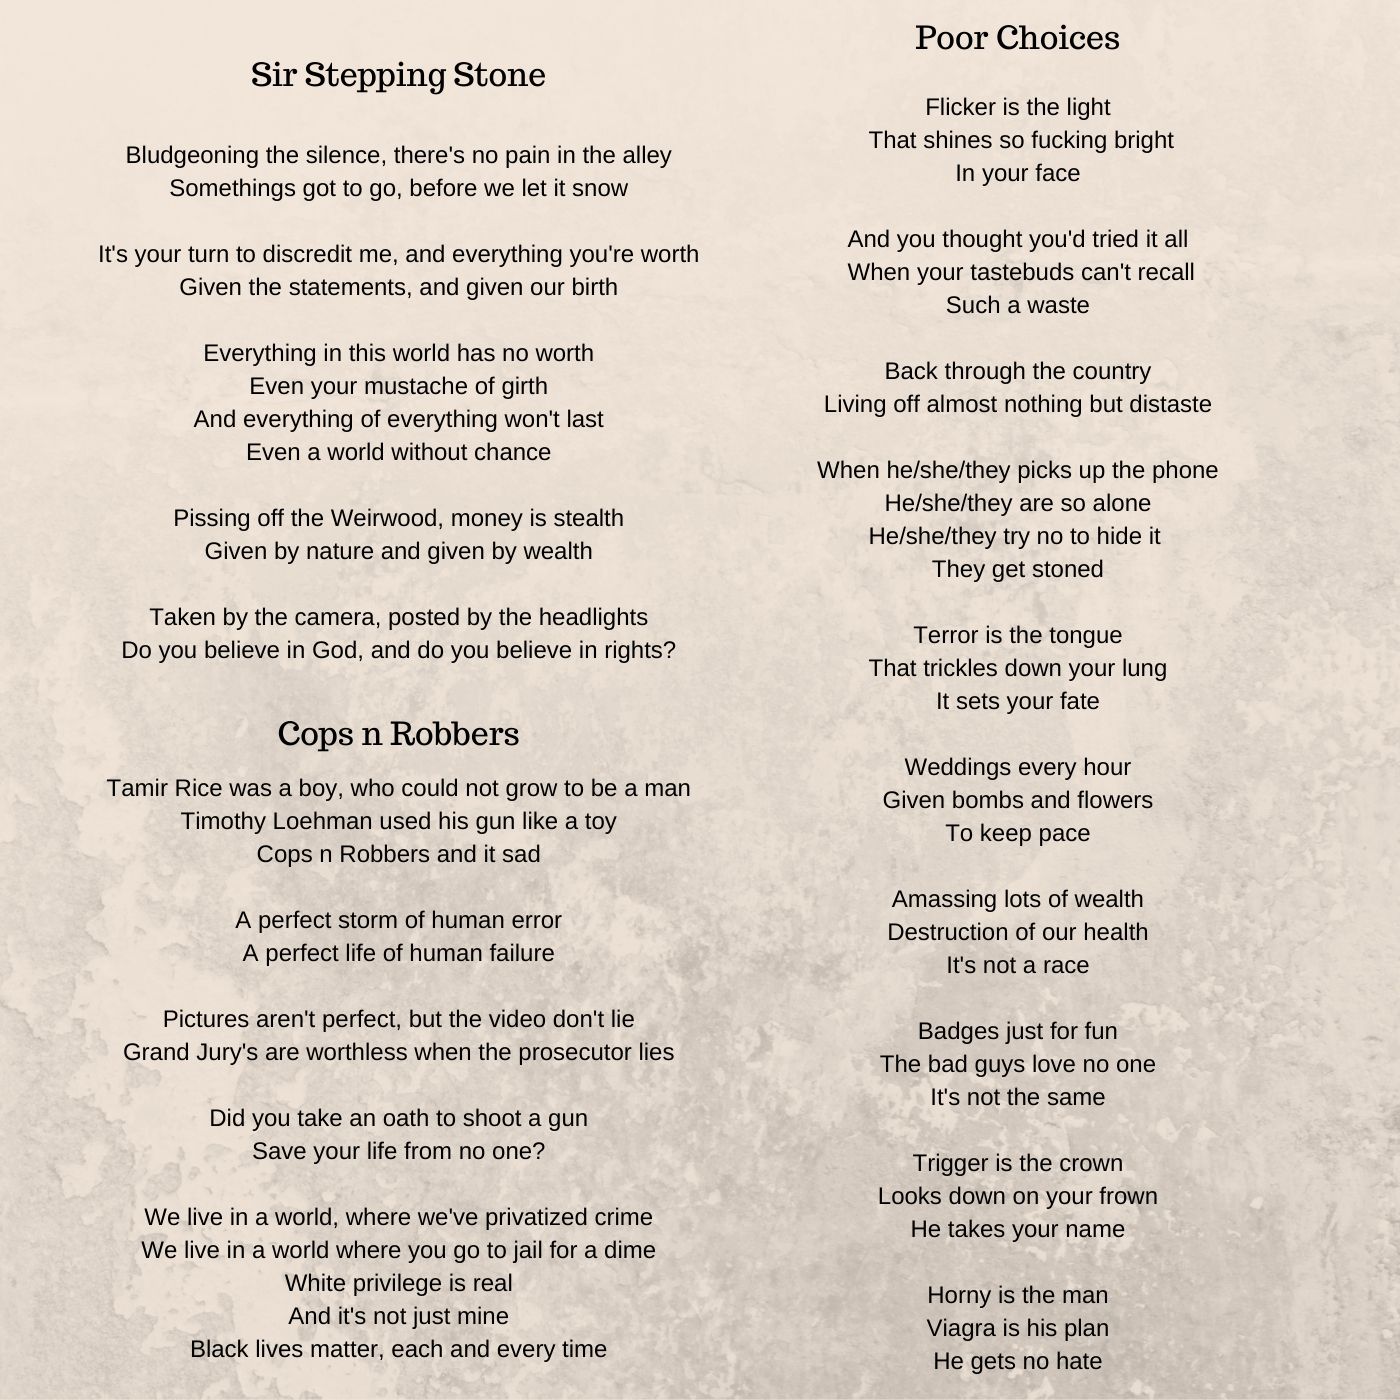 Sir Stepping Stone
Bludgeoning the silence, there's no pain in the alley
Somethings got to go, before we let it snow
It's your turn to discredit me, and everything you're worth
Given the statements, and given our birth
Everything in this world has no worth
Even your mustache of girth
And everything of everything won't last
Even a world without chance
Pissing off the Weirwood, money is stealth
Given by nature and given by wealth
Taken by the camera, posted by the headlights
Do you believe in God, and do you believe in rights?
Cops n Robbers
Tamir Rice was a boy, who could not grow to be a man
Timothy Loehman used his gun like a toy
Cops n Robbers and it sad
A perfect storm of human error
A perfect life of human failure
Pictures aren't perfect, but the video don't lie
Grand Jury's are worthless when the prosecutor lies
Did you take an oath to shoot a gun
Save your life from no one?
We live in a world, where we've privatized crime
We live in a world where you go to jail for a dime
White privilege is real
And it's not just mine
Black lives matter, each and every time
Poor Choices
Flicker is the light
That shines so fucking bright
In your face
And you thought you'd tried it all
When your tastebuds can't recall
Such a waste
Back through the country
Living off almost nothing but distaste
When he/she/they picks up the phone
He/she/they are so alone
He/she/they try no to hide it
They get stoned
Terror is the tongue
That trickles down your lung
It sets your fate
Weddings every hour
Given bombs and flowers
To keep pace
Amassing lots of wealth
Destruction of our health
It's not a race
Badges just for fun
The bad guys love no one
It's not the same
Trigger is the crown
Looks down on your frown
He takes your name
Horny is the man
Viagra is his plan
He gets no hate